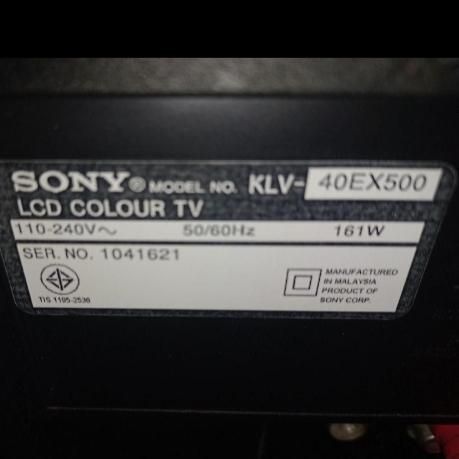 SONY® MODEL NO. KLV-40EX500
LCD COLOUR TV
110-240V~ 50/60Hz 161W
SER. NO. 1041621
TIS 1195-2536
MANUFACTURED
IN MALAYSIA
PRODUCT OF
SONY CORP.